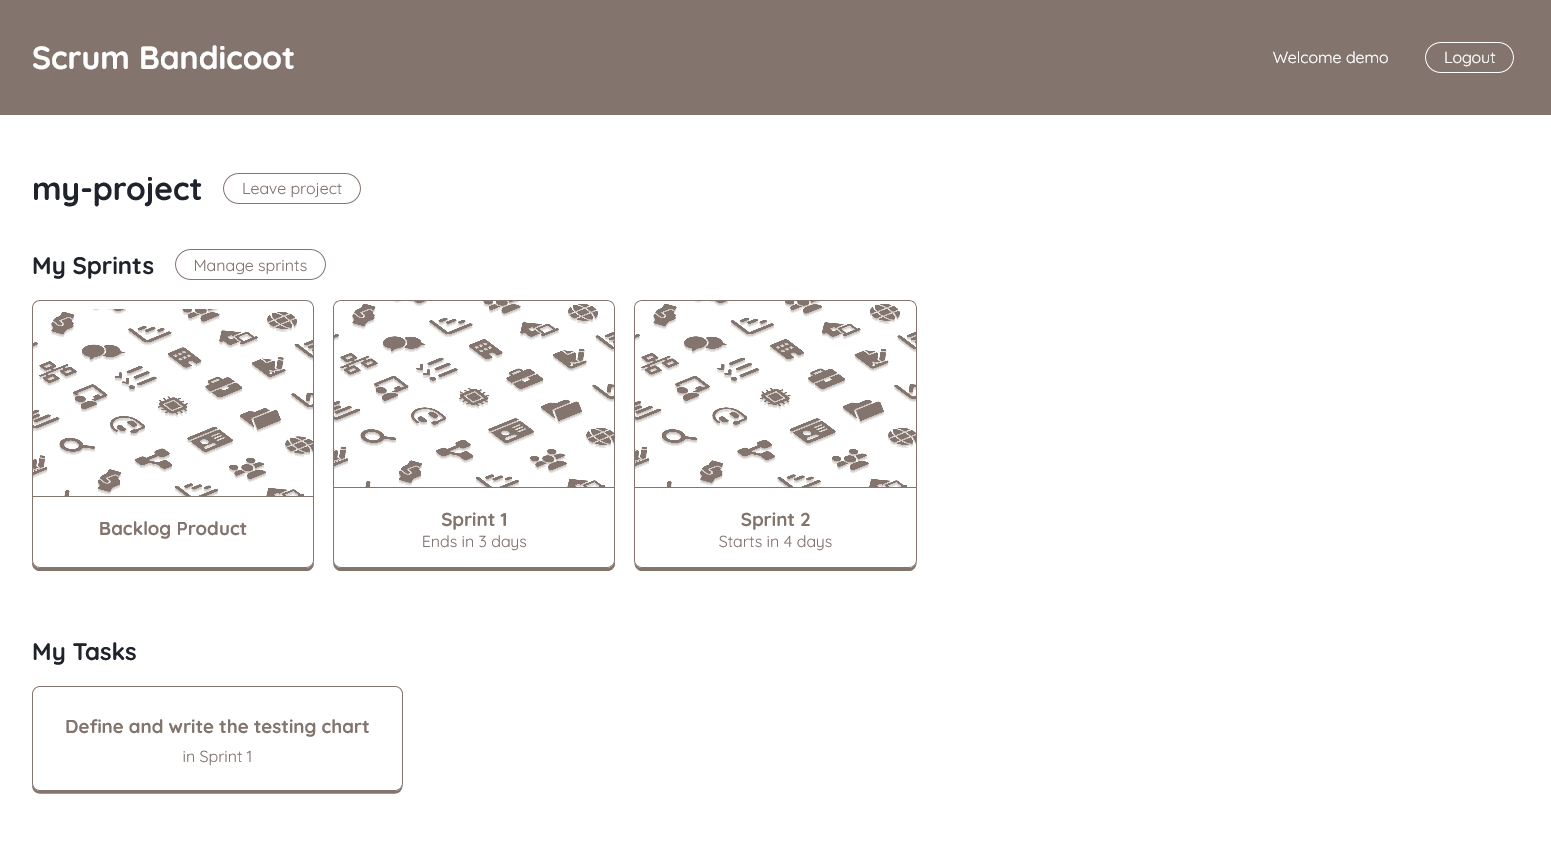 Scrum Bandicoot
Welcome demo
Logout
my-project
Leave project
My Sprints
Manage sprints
Backlog Product
Sprint 1
Ends in 3 days
Sprint 2
Starts in 4 days
My Tasks
Define and write the testing chart
in Sprint 1